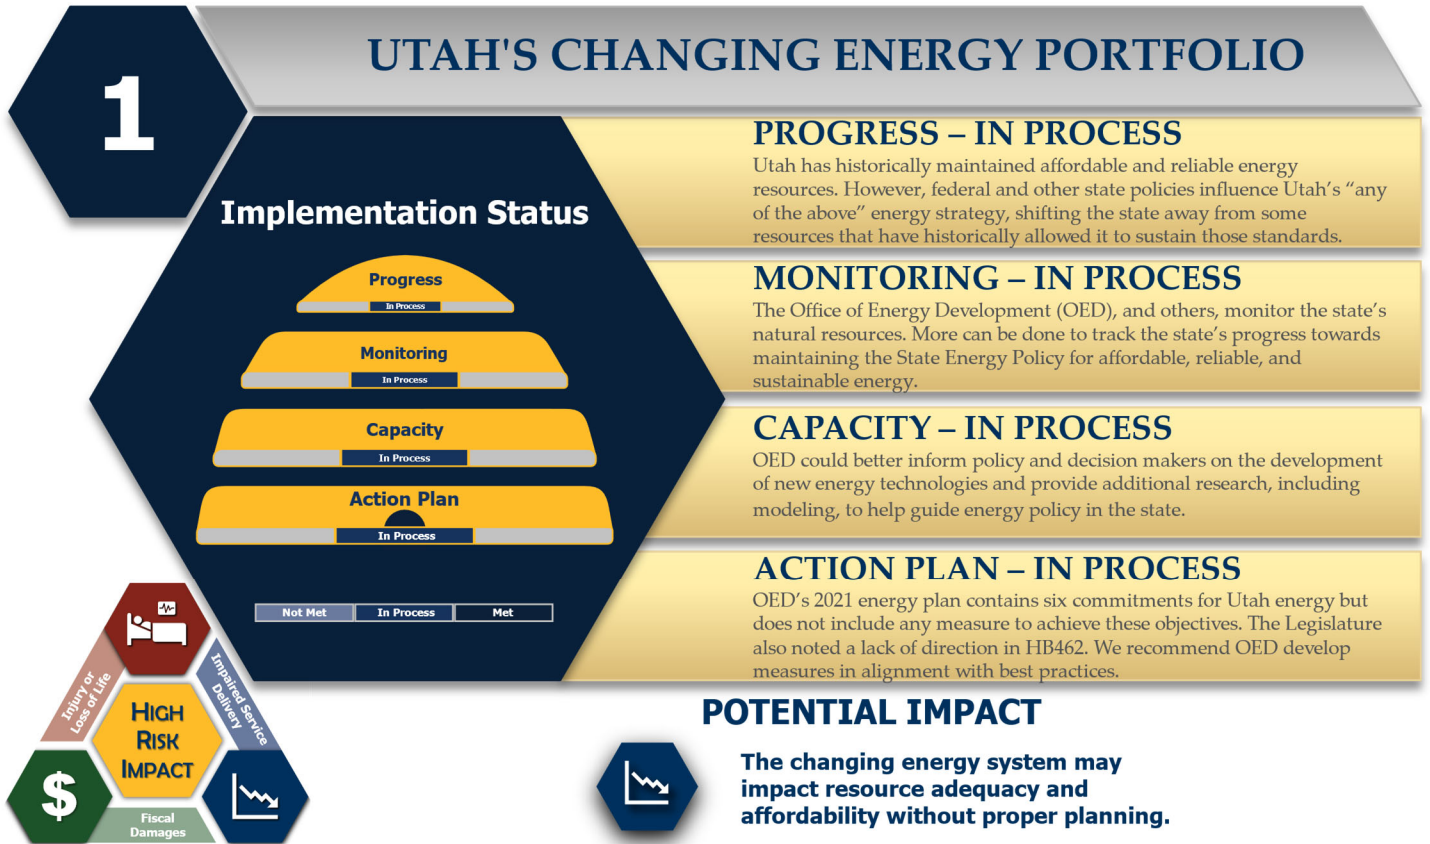 1
UTAH'S CHANGING ENERGY PORTFOLIO
Implementation Status
Progress
In Process
Monitoring
In Process
Capacity
In Process
Action Plan
In Process
Not Met In Process Met
PROGRESS – IN PROCESS
Utah has historically maintained affordable and reliable energy
resources. However, federal and other state policies influence Utah's “any
of the above” energy strategy, shifting the state away from some
resources that have historically allowed it to sustain those standards.
MONITORING – IN PROCESS
The Office of Energy Development (OED), and others, monitor the state's
natural resources. More can be done to track the state's progress towards
maintaining the State Energy Policy for affordable, reliable, and
sustainable energy.
CAPACITY – IN PROCESS
OED could better inform policy and decision makers on the development
of new energy technologies and provide additional research, including
modeling, to help guide energy policy in the state.
ACTION PLAN – IN PROCESS
OED's 2021 energy plan contains six commitments for Utah energy but
does not include any measure to achieve these objectives. The Legislature
also noted a lack of direction in HB462. We recommend OED develop
measures in alignment with best practices.
Injury or
Loss of Life
Impaired Service
Delivery
HIGH
RISK
IMPACT
$
Fiscal
Damages
POTENTIAL IMPACT
The changing energy system may
impact resource adequacy and
affordability without proper planning.